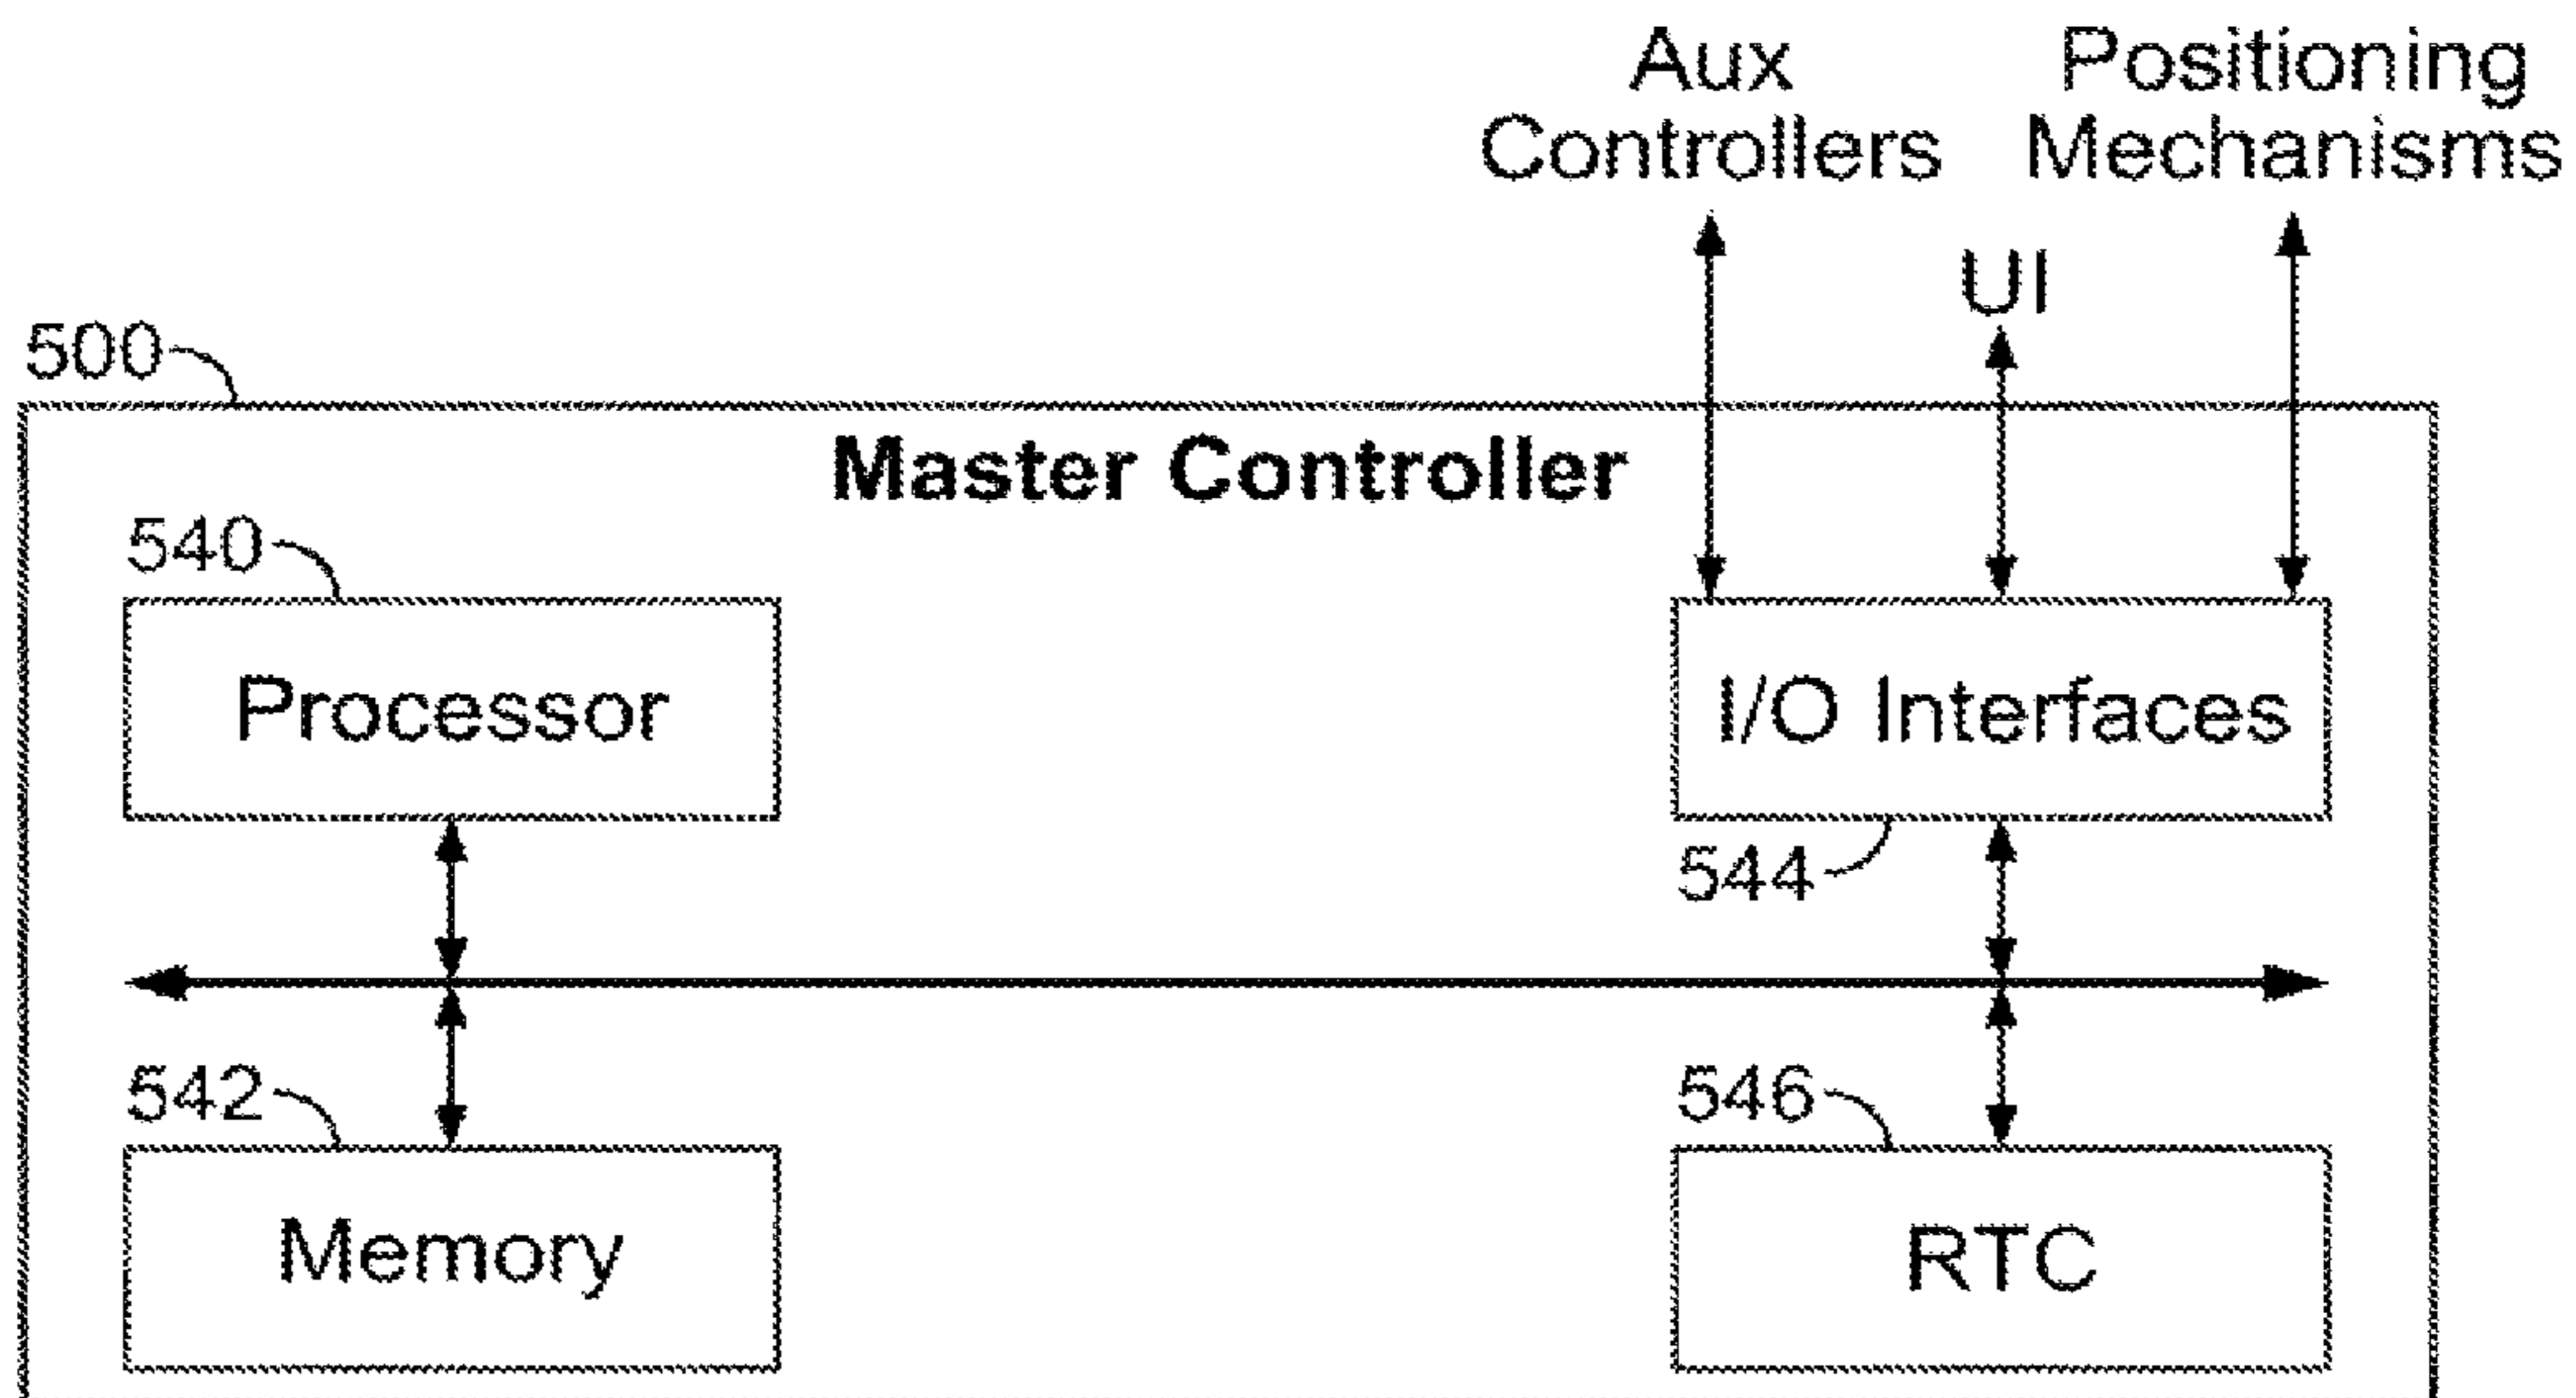 Aux
Controllers
Positioning
Mechanisms
UI
500
Master Controller
540
Processor
I/O Interfaces
544
542
Memory
546
RTC